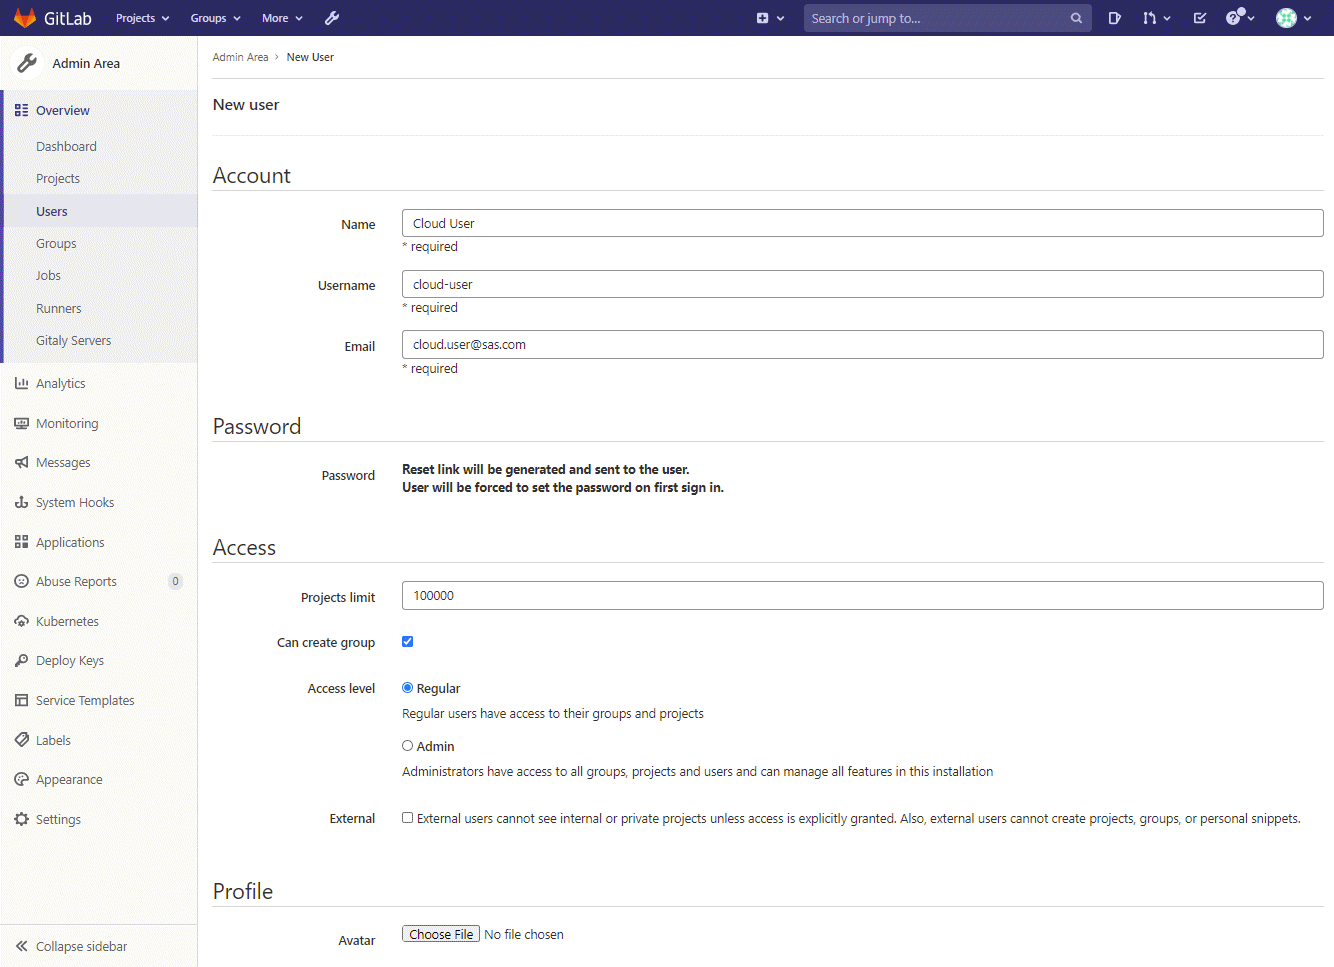 GitLab Projects Groups More Search or jump to...
Admin Area
Overview
Dashboard
Projects
Users
Groups
Jobs
Runners
Gitaly Servers
Analytics
Monitoring
Messages
System Hooks
Applications
Abuse Reports 0
Kubernetes
Deploy Keys
Service Templates
Labels
Appearance
Settings
Collapse sidebar
Admin Area › New User
New user
Account
Name Cloud User
* required
Username cloud-user
* required
Email cloud.user@sas.com
* required
Password
Password Reset link will be generated and sent to the user.
User will be forced to set the password on first sign in.
Access
Projects limit 100000
Can create group
Access level Regular
Regular users have access to their groups and projects
Admin
Administrators have access to all groups, projects and users and can manage all features in this installation
External External users cannot see internal or private projects unless access is explicitly granted. Also, external users cannot create projects, groups, or personal snippets.
Profile
Avatar Choose File No file chosen